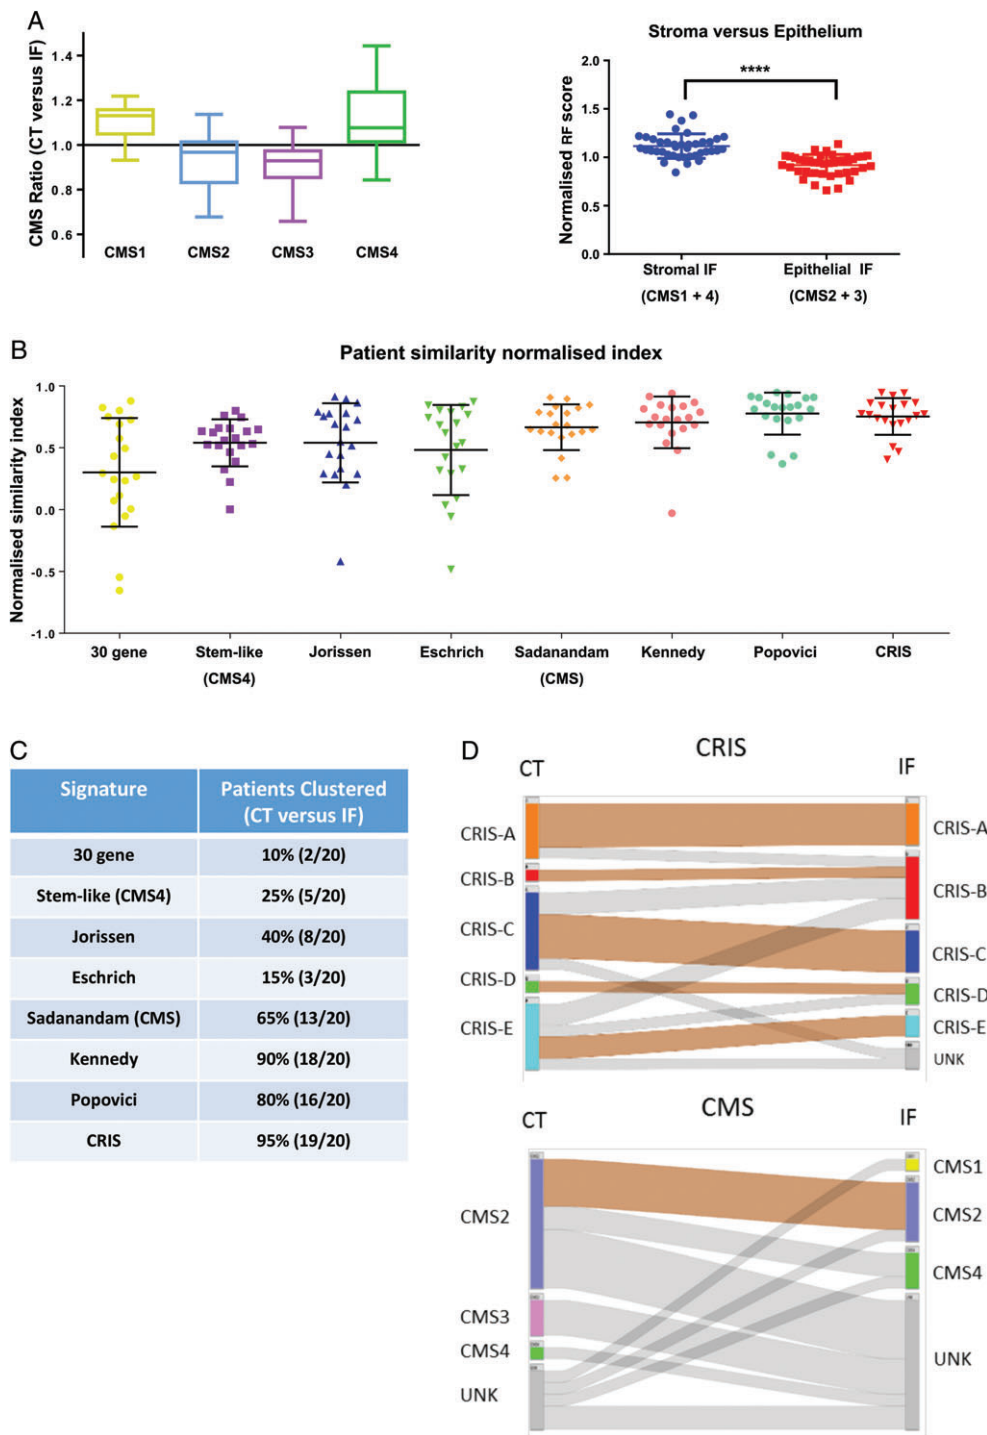 A
CMS Ratio (CT versus IF)
1.4
1.2
1.0
0.8
0.6
CMS1
CMS2
CMS3
CMS4
Stroma versus Epithelium
Normalised RF score
2.0
1.5
1.0
0.5
0.0
****
Stromal IF
(CMS1 + 4)
Epithelial IF
(CMS2 + 3)
B
Patient similarity normalised index
Normalised similarity index
1.0
0.5
0.0
-0.5
-1.0
30 gene
Stem-like
(CMS4)
Jorissen
Eschrich
Sadanandam
(CMS)
Kennedy
Popovici
CRIS
C
Signature Patients Clustered
(CT versus IF)
30 gene 10% (2/20)
Stem-like (CMS4) 25% (5/20)
Jorissen 40% (8/20)
Eschrich 15% (3/20)
Sadanandam (CMS) 65% (13/20)
Kennedy 90% (18/20)
Popovici 80% (16/20)
CRIS 95% (19/20)
D
CRIS
CT
IF
CRIS-A
CRIS-B
CRIS-C
CRIS-D
CRIS-E
CRIS-A
CRIS-B
CRIS-C
CRIS-D
CRIS-E
UNK
CMS
CT
IF
CMS2
CMS3
CMS4
UNK
CMS1
CMS2
CMS4
UNK